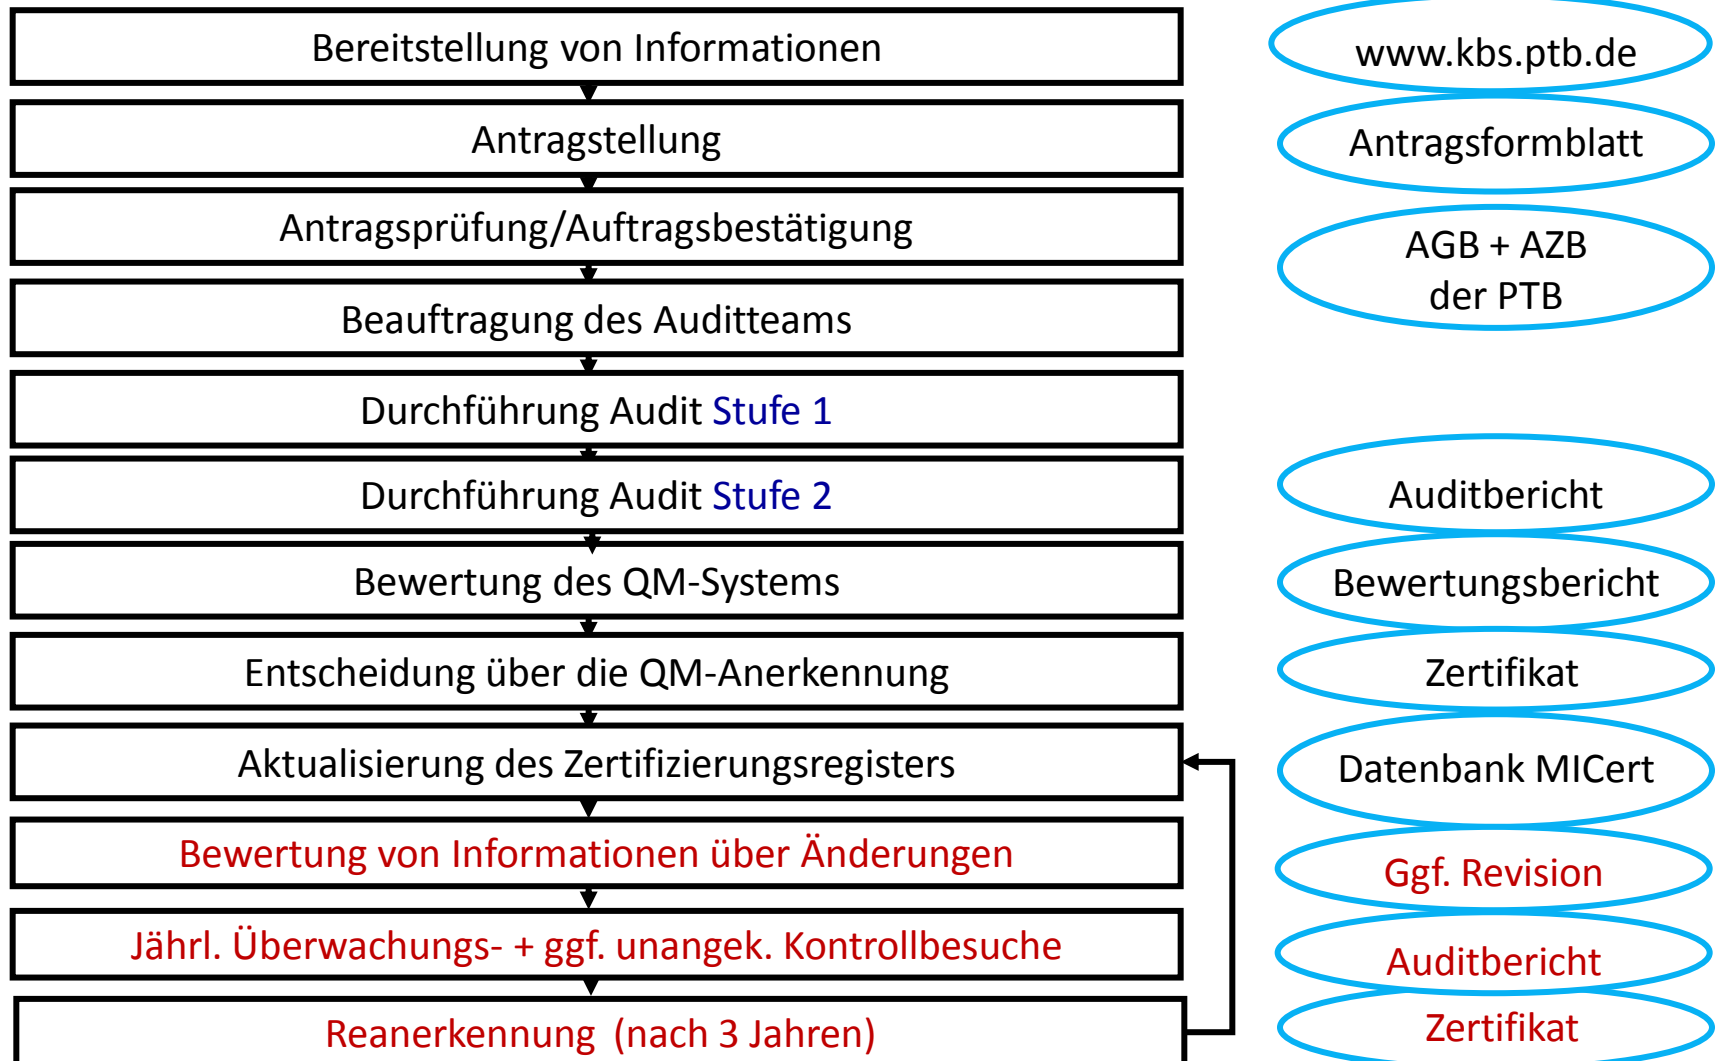 Bereitstellung von Informationen
www.kbs.ptb.de
Antragstellung
Antragsformblatt
Antragsprüfung/Auftragsbestätigung
AGB + AZB
der PTB
Beauftragung des Auditteams
Durchführung Audit Stufe 1
Durchführung Audit Stufe 2
Auditbericht
Bewertung des QM-Systems
Bewertungsbericht
Entscheidung über die QM-Anerkennung
Zertifikat
Aktualisierung des Zertifizierungsregisters
Datenbank MICert
Bewertung von Informationen über Änderungen
Ggf. Revision
Jährl. Überwachungs- + ggf. unangek. Kontrollbesuche
Auditbericht
Reanerkennung (nach 3 Jahren)
Zertifikat